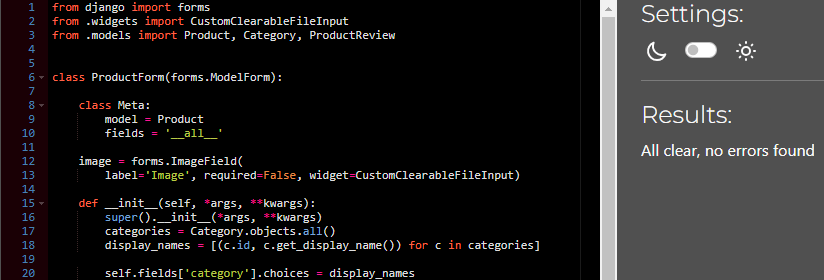 1 from django import forms
2 from .widgets import CustomClearableFileInput
3 from .models import Product, Category, ProductReview
4
5
6 class ProductForm(forms.ModelForm):
7
8     class Meta:
9         model = Product
10         fields = '__all__'
11
12     image = forms.ImageField(
13         label='Image', required=False, widget=CustomClearableFileInput)
14
15     def __init__(self, *args, **kwargs):
16         super().__init__(*args, **kwargs)
17         categories = Category.objects.all()
18         display_names = [(c.id, c.get_display_name()) for c in categories]
19
20         self.fields['category'].choices = display_names
Settings:
Results:
All clear, no errors found